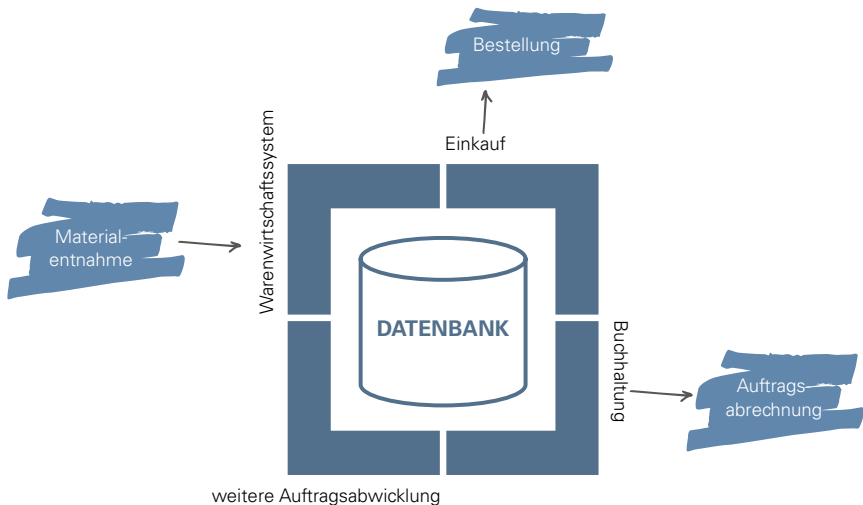 Bestellung
Einkauf
Warenwirtschaftssystem
Material-
entnahme
DATENBANK
Buchhaltung
Auftrags-
abrechnung
weitere Auftragsabwicklung